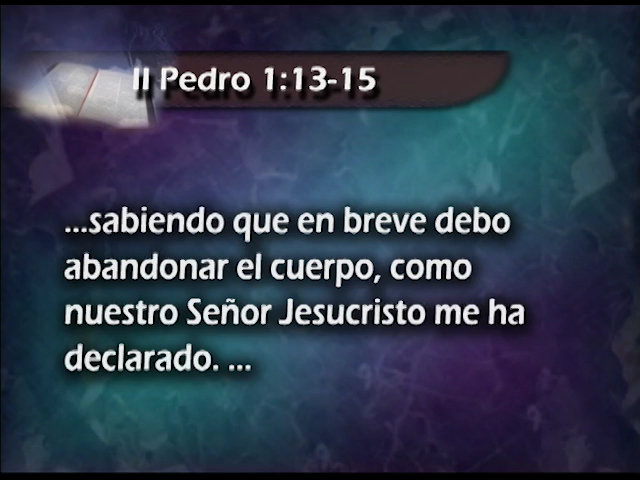 II Pedro 1:13-15
...sabiendo que en breve debo
abandonar el cuerpo, como
nuestro Señor Jesucristo me ha
declarado. ...